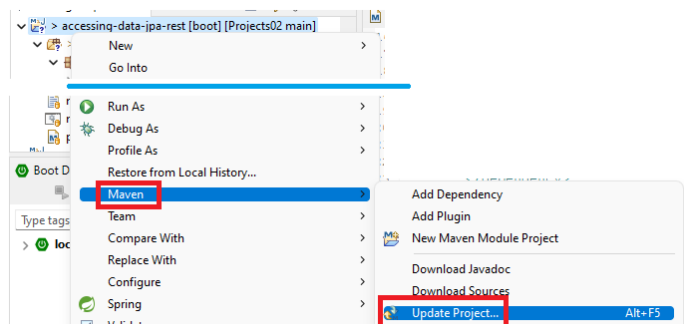 > accessing-data-jpa-rest [boot] [Projects02 main]
New
Go Into
Run As
Debug As
Profile As
Restore from Local History...
Boot D
Maven
Add Dependency
Type tags
Team
Add Plugin
loc
Compare With
New Maven Module Project
Replace With
Configure
Download Javadoc
Download Sources
Spring
Update Project... Alt+F5